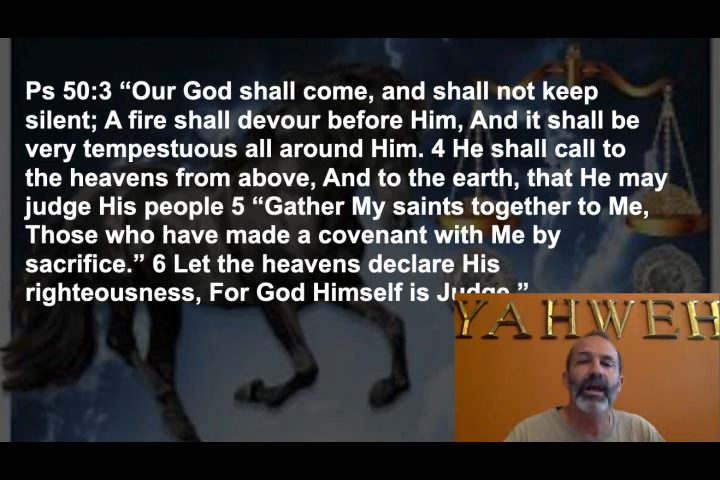 Ps 50:3 “Our God shall come, and shall not keep
silent; A fire shall devour before Him, And it shall be
very tempestuous all around Him. 4 He shall call to
the heavens from above, And to the earth, that He may
judge His people 5 “Gather My saints together to Me,
Those who have made a covenant with Me by
sacrifice.” 6 Let the heavens declare His
righteousness, For God Himself is Judge.”
YAHWEH